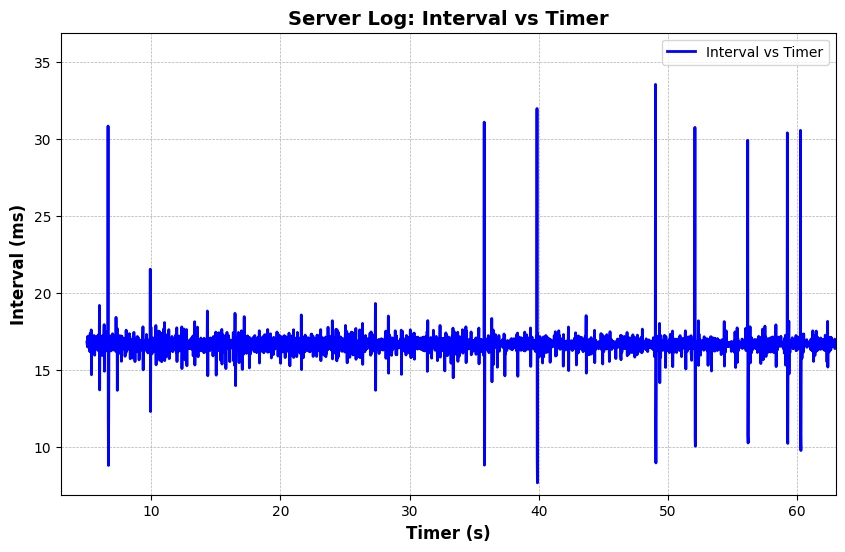 Server Log: Interval vs Timer
Interval vs Timer
35
30
25
20
15
10
Interval (ms)
10 20 30 40 50 60
Timer (s)